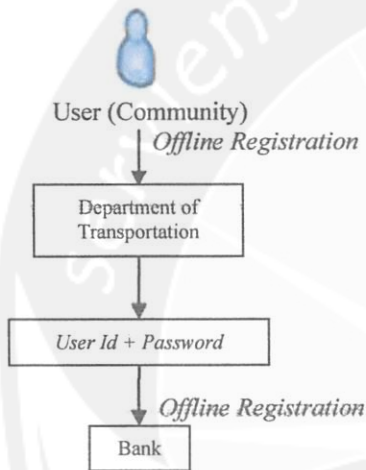 User (Community)
Offline Registration
Department of
Transportation
User Id + Password
Offline Registration
Bank